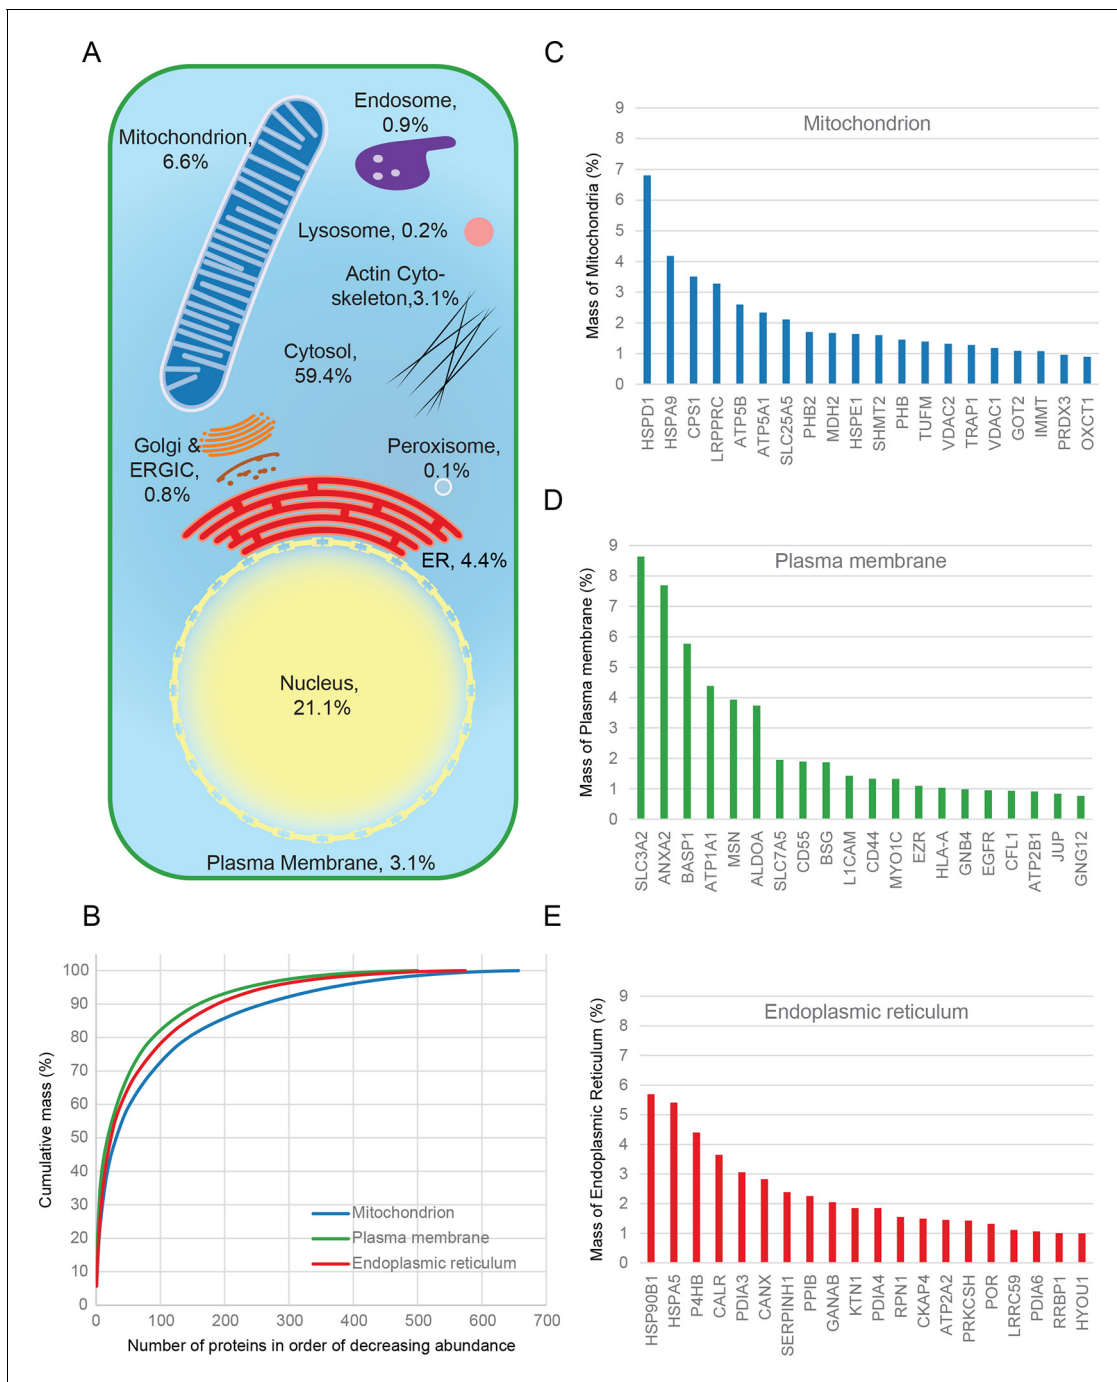 A
Endosome,
0.9%
Mitochondrion,
6.6%
Lysosome, 0.2%
Actin Cyto-
skeleton,3.1%
Cytosol,
59.4%
Golgi &
ERGIC,
0.8%
Peroxisome,
0.1%
ER, 4.4%
Nucleus,
21.1%
Plasma Membrane, 3.1%
B
Cumulative mass (%)
100
90
80
70
60
50
40
30
20
10
0
0 100 200 300 400 500 600 700
Mitochondrion
Plasma membrane
Endoplasmic reticulum
Number of proteins in order of decreasing abundance
C
Mitochondrion
Mass of Mitochondria (%)
9
8
7
6
5
4
3
2
1
0
HSPD1
HSPA9
CPS1
LRPPRC
ATP5B
ATP5A1
SLC25A5
PHB2
MDH2
HSPE1
SHMT2
PHB
TUFM
VDAC2
TRAP1
VDAC1
GOT2
IMMT
PRDX3
OXCT1
D
Plasma membrane
Mass of Plasma membrane (%)
9
8
7
6
5
4
3
2
1
0
SLC3A2
ANXA2
BASP1
ATP1A1
MSN
ALDOA
SLC7A5
CD55
BSG
L1CAM
CD44
MYO1C
EZR
HLA-A
GNB4
EGFR
CFL1
ATP2B1
JUP
GNG12
E
Endoplasmic reticulum
Mass of Endoplasmic Reticulum (%)
9
8
7
6
5
4
3
2
1
0
HSP90B1
HSPA5
P4HB
CALR
PDIA3
CANX
SERPINH1
PPIB
GANAB
KTN1
PDIA4
RPN1
CKAP4
ATP2A2
PRKCSH
POR
LRRC59
PDIA6
RRBP1
HYOU1